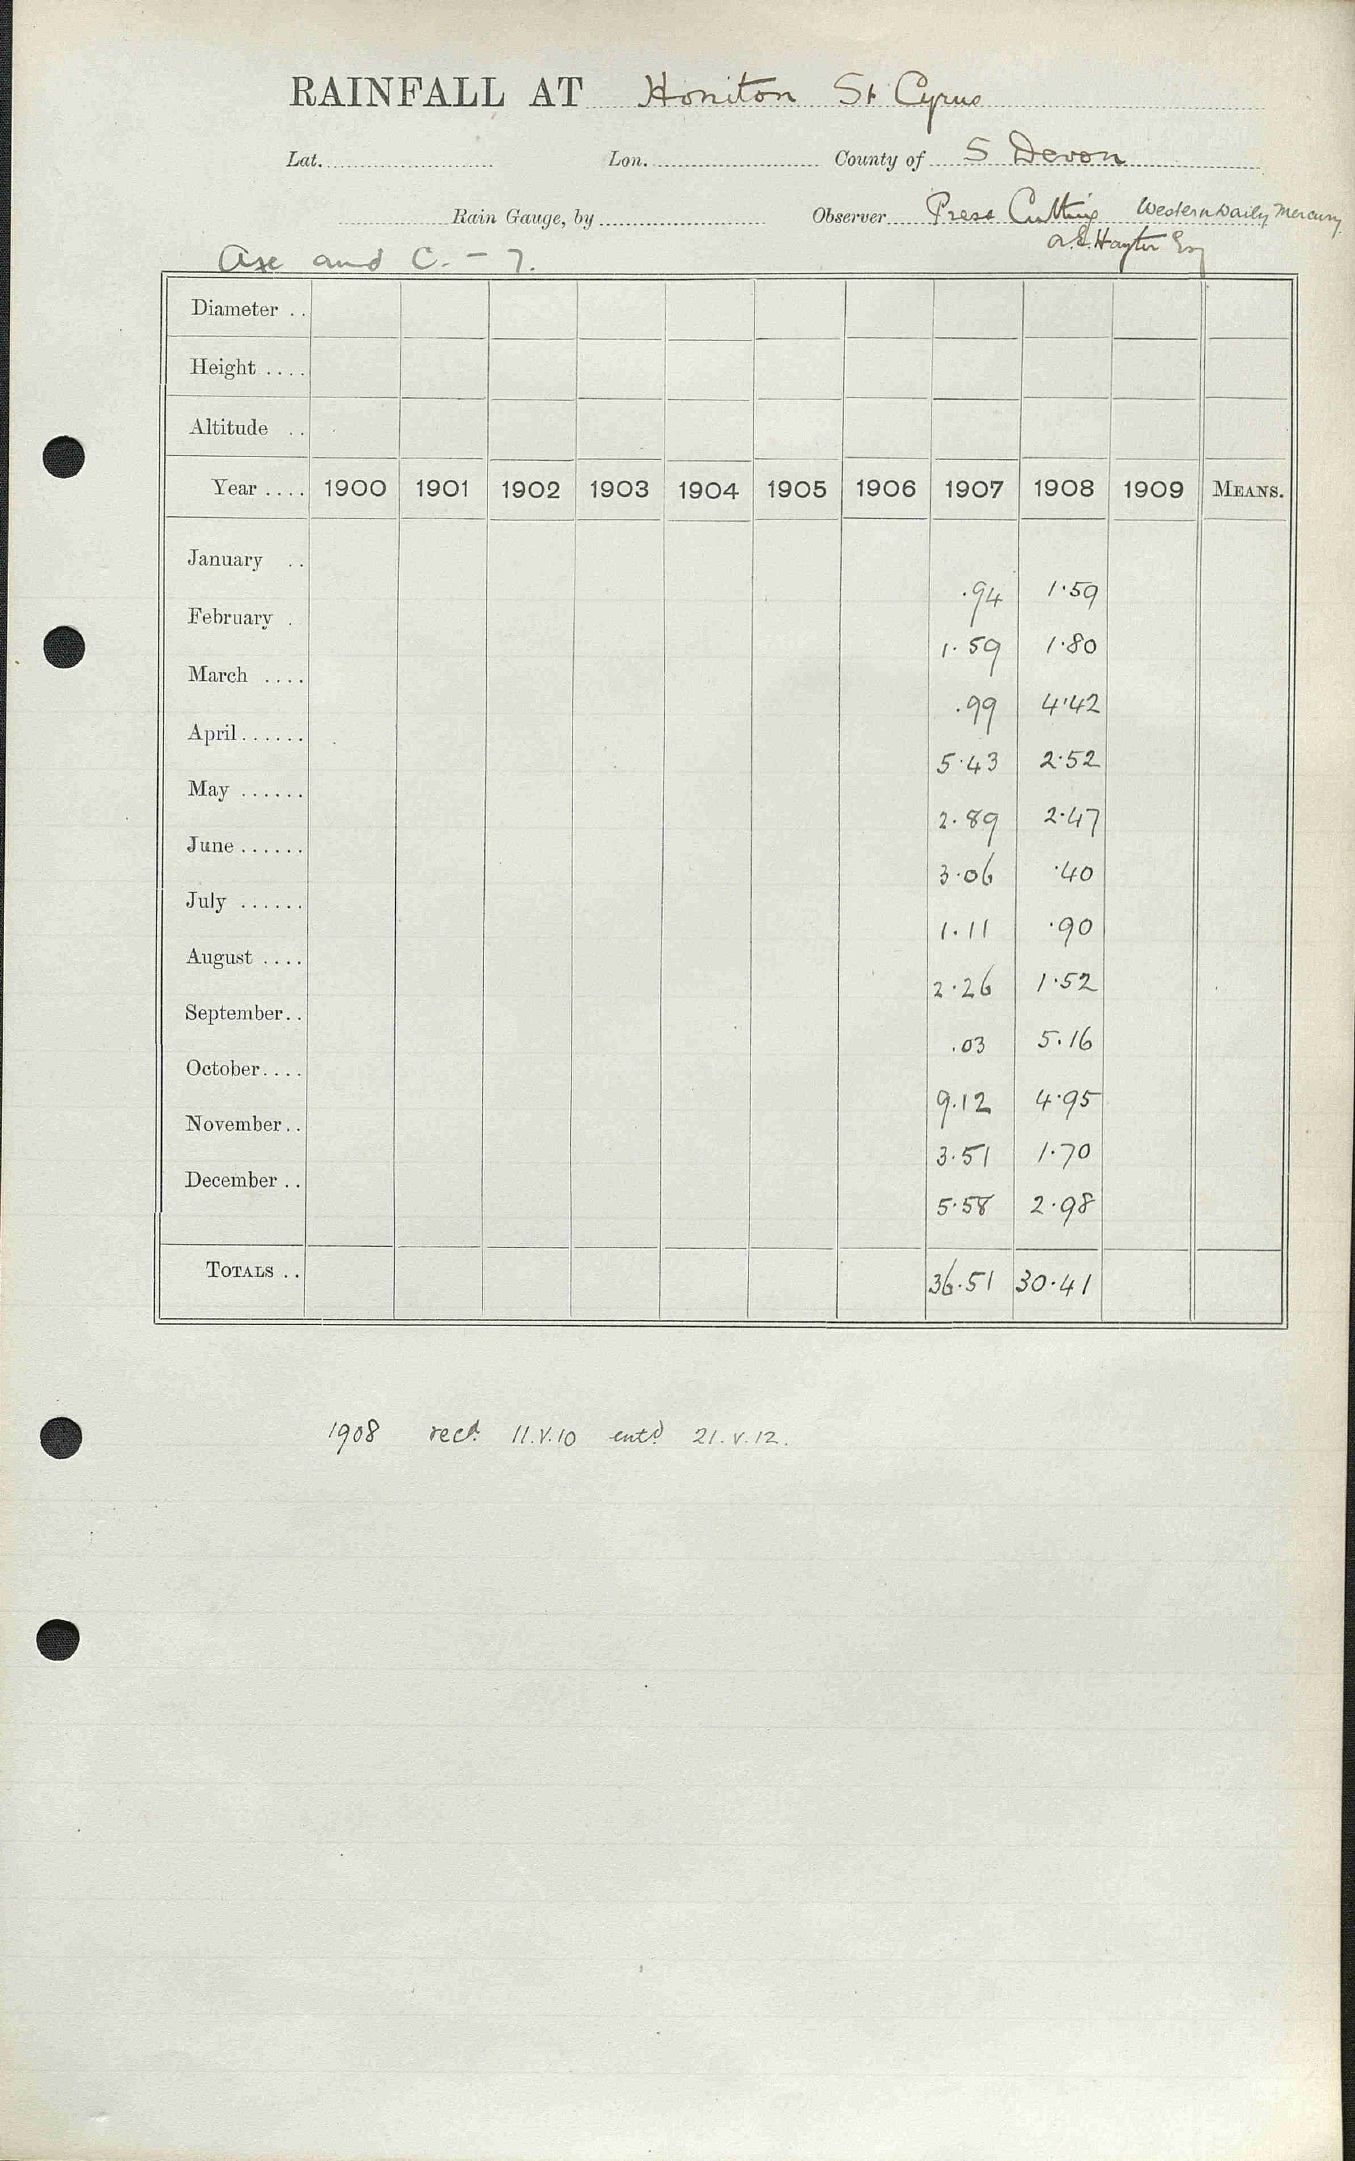 RAINFALL AT Honiton St Cyrus
Lat. Lon. County of S Devon
Rain Gauge, by Observer Press Cutting Western Daily Mercury
A.E. Hayter Esq
Axe and C. - 7.
Diameter ..
Height ....
Altitude ..
Year .... 1900 1901 1902 1903 1904 1905 1906 1907 1908 1909 MEANS.
January .. .94 1.59
February . 1.59 1.80
March .... .99 4.42
April...... 5.43 2.52
May ...... 2.89 2.47
June...... 3.06 .40
July ...... 1.11 .90
August .... 2.26 1.52
September.. .03 5.16
October.... 9.12 4.95
November.. 3.51 1.70
December .. 5.58 2.98
TOTALS .. 36.51 30.41
1908 recd. 11.V.10 entd. 21.V.12.